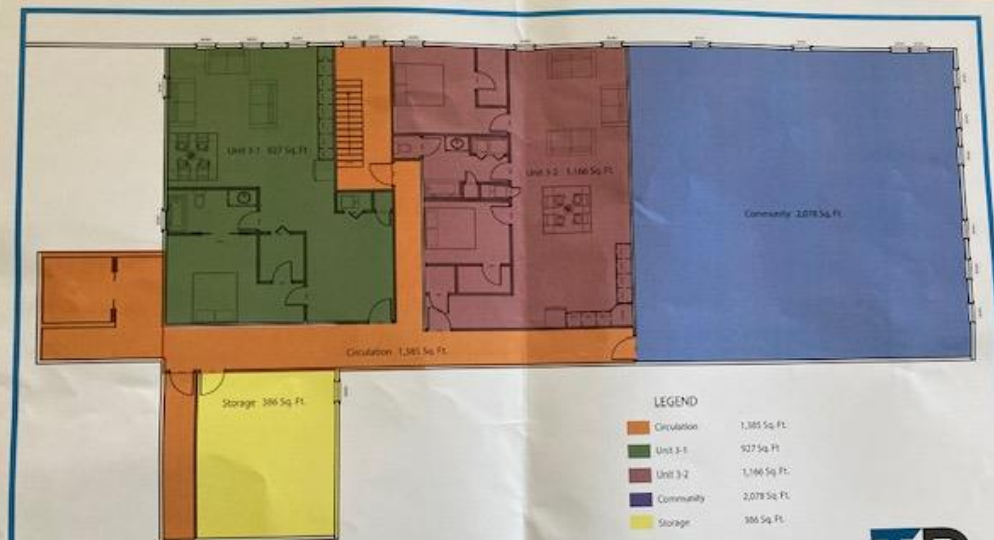 Unit 3-1 927 Sq. Ft.
Unit 3-2 1,166 Sq. Ft.
Community 2,078 Sq. Ft.
Circulation 1,385 Sq. Ft.
Storage 386 Sq. Ft.
LEGEND
Circulation 1,385 Sq. Ft.
Unit 3-1 927 Sq. Ft
Unit 3-2 1,166 Sq. Ft.
Community 2,078 Sq. Ft.
Storage 386 Sq. Ft.